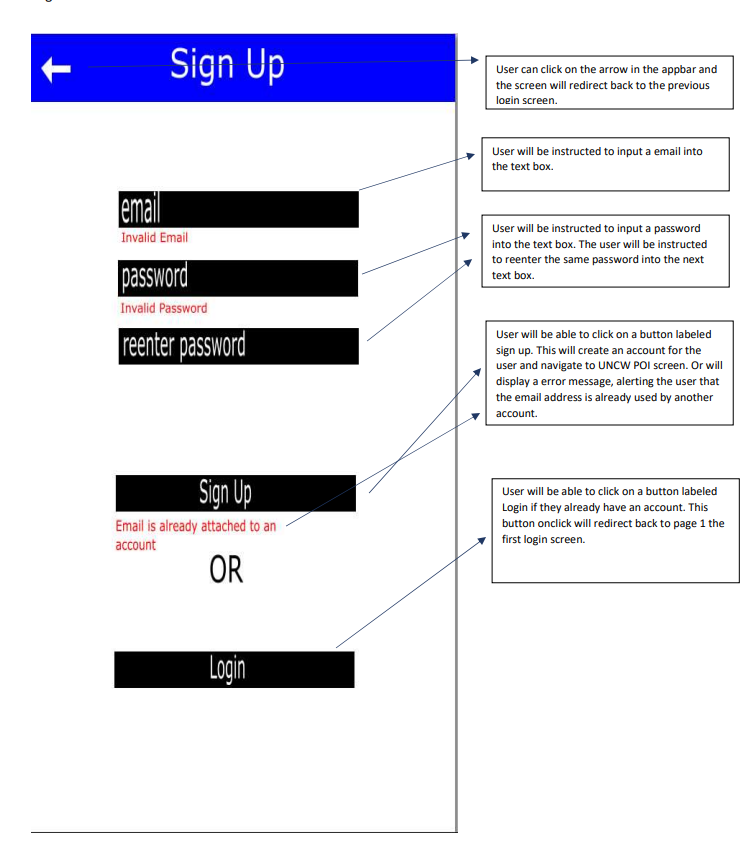 Sign Up
User can click on the arrow in the appbar and
the screen will redirect back to the previous
login screen.
User will be instructed to input a email into
the text box.
email
Invalid Email
User will be instructed to input a password
into the text box. The user will be instructed
to reenter the same password into the next
text box.
password
Invalid Password
reenter password
User will be able to click on a button labeled
sign up. This will create an account for the
user and navigate to UNCW POI screen. Or will
display a error message, alerting the user that
the email address is already used by another
account.
Sign Up
Email is already attached to an
account
OR
User will be able to click on a button labeled
Login if they already have an account. This
button onclick will redirect back to page 1 the
first login screen.
Login